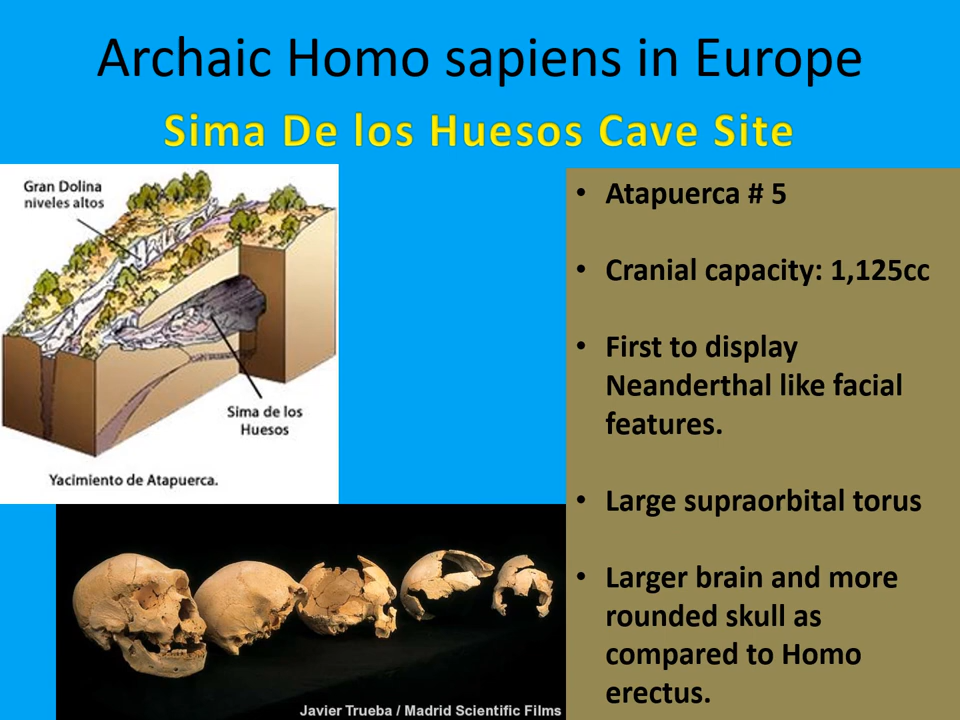 Archaic Homo sapiens in Europe
Sima De los Huesos Cave Site
Gran Dolina
niveles altos
Sima de los
Huesos
Yacimiento de Atapuerca.
• Atapuerca # 5
• Cranial capacity: 1,125cc
• First to display
Neanderthal like facial
features.
• Large supraorbital torus
• Larger brain and more
rounded skull as
compared to Homo
erectus.
Javier Trueba / Madrid Scientific Films